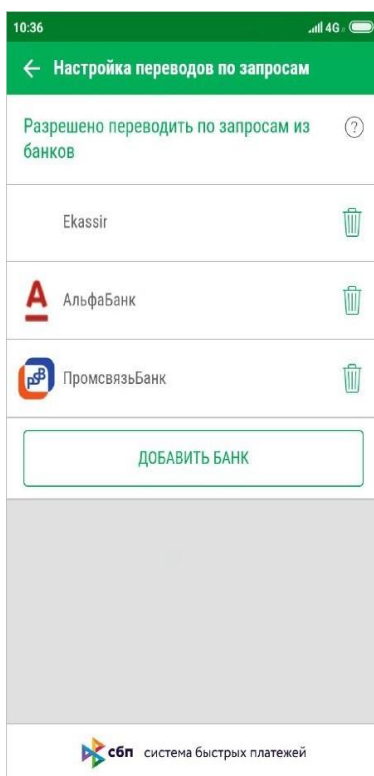 10:36
4G
Настройка переводов по запросам
Разрешено переводить по запросам из
банков
?
Ekassir
А АльфаБанк
PSB ПромсвязьБанк
ДОБАВИТЬ БАНК
сбп система быстрых платежей